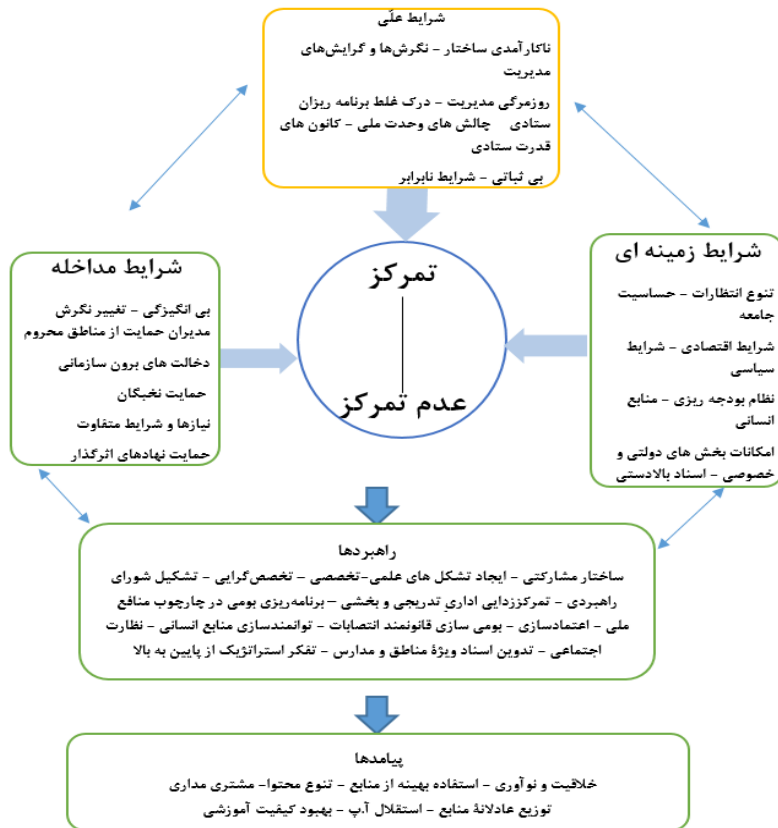 شرایط علّی
ناکارآمدی ساختار - نگرش‌ها و گرایش‌های
مدیریت
روزمرگی مدیریت - درک غلط برنامه ریزان
ستادی چالش های وحدت ملی - کانون های
قدرت ستادی
بی ثباتی - شرایط نابرابر
شرایط زمینه ای
تنوع انتظارات - حساسیت
جامعه
شرایط اقتصادی - شرایط
سیاسی
نظام بودجه ریزی - منابع
انسانی
امکانات بخش های دولتی و
خصوصی - اسناد بالادستی
تمرکز
عدم تمرکز
شرایط مداخله
بی انگیزگی - تغییر نگرش
مدیران حمایت از مناطق محروم
دخالت های برون سازمانی
حمایت نخبگان
نیازها و شرایط متفاوت
حمایت نهادهای اثرگذار
راهبردها
ساختار مشارکتی - ایجاد تشکل های علمی-تخصصی - تخصص‌گرایی - تشکیل شورای
راهبردی - تمرکززدایی اداریِ تدریجی و بخشی – برنامه‌ریزی بومی در چارچوب منافع
ملی - اعتمادسازی - بومی سازی قانونمند انتصابات - توانمندسازی منابع انسانی - نظارت
اجتماعی - تدوین اسناد ویژهٔ مناطق و مدارس - تفکر استراتژیک از پایین به بالا
پیامدها
خلاقیت و نوآوری - استفاده بهینه از منابع - تنوع محتوا- مشتری مداری
توزیع عادلانهٔ منابع - استقلال آ.پ - بهبود کیفیت آموزشی